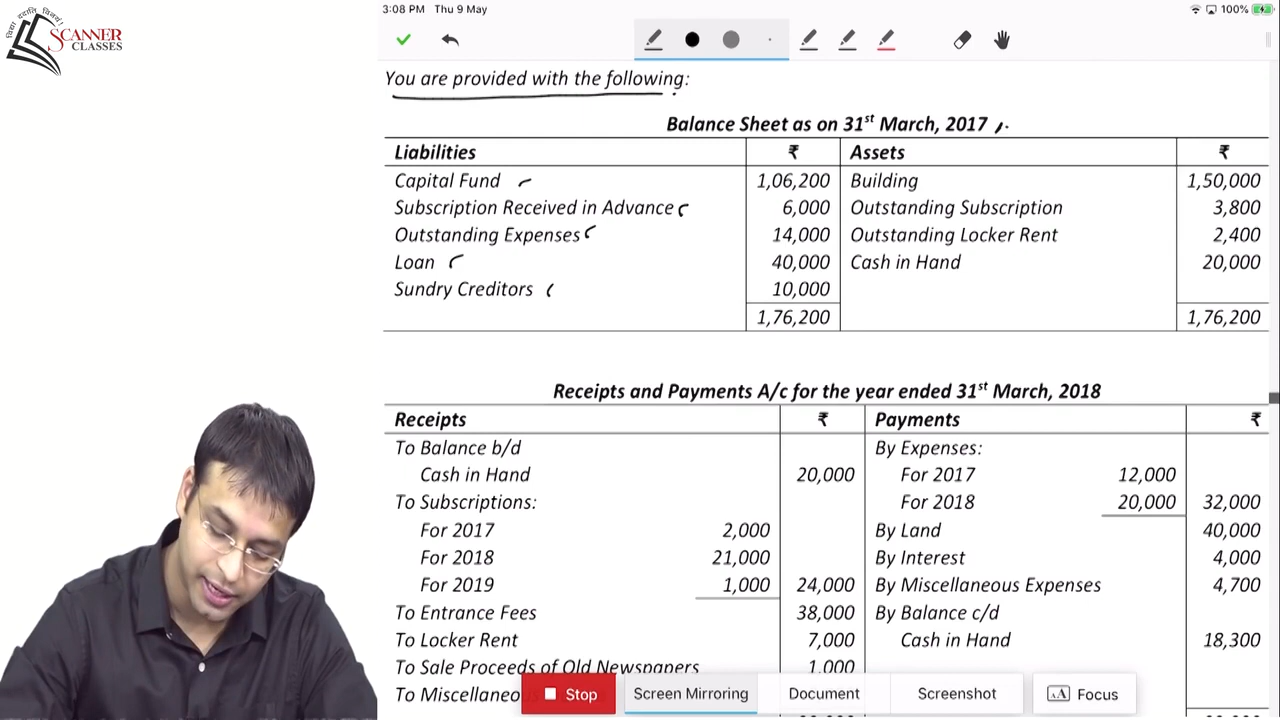 विद्या ददाति विनयं।
SCANNER
CLASSES
3:08 PM Thu 9 May
100%
You are provided with the following:
Balance Sheet as on 31st March, 2017
Liabilities ₹ Assets ₹
Capital Fund 1,06,200 Building 1,50,000
Subscription Received in Advance 6,000 Outstanding Subscription 3,800
Outstanding Expenses 14,000 Outstanding Locker Rent 2,400
Loan 40,000 Cash in Hand 20,000
Sundry Creditors 10,000
1,76,200 1,76,200
Receipts and Payments A/c for the year ended 31st March, 2018
Receipts ₹ Payments ₹
To Balance b/d By Expenses:
Cash in Hand 20,000 For 2017 12,000
To Subscriptions: For 2018 20,000 32,000
For 2017 2,000 By Land 40,000
For 2018 21,000 By Interest 4,000
For 2019 1,000 24,000 By Miscellaneous Expenses 4,700
To Entrance Fees 38,000 By Balance c/d
To Locker Rent 7,000 Cash in Hand 18,300
To Sale Proceeds of Old Newspapers 1,000
To Miscellaneo
Stop Screen Mirroring Document Screenshot AA Focus